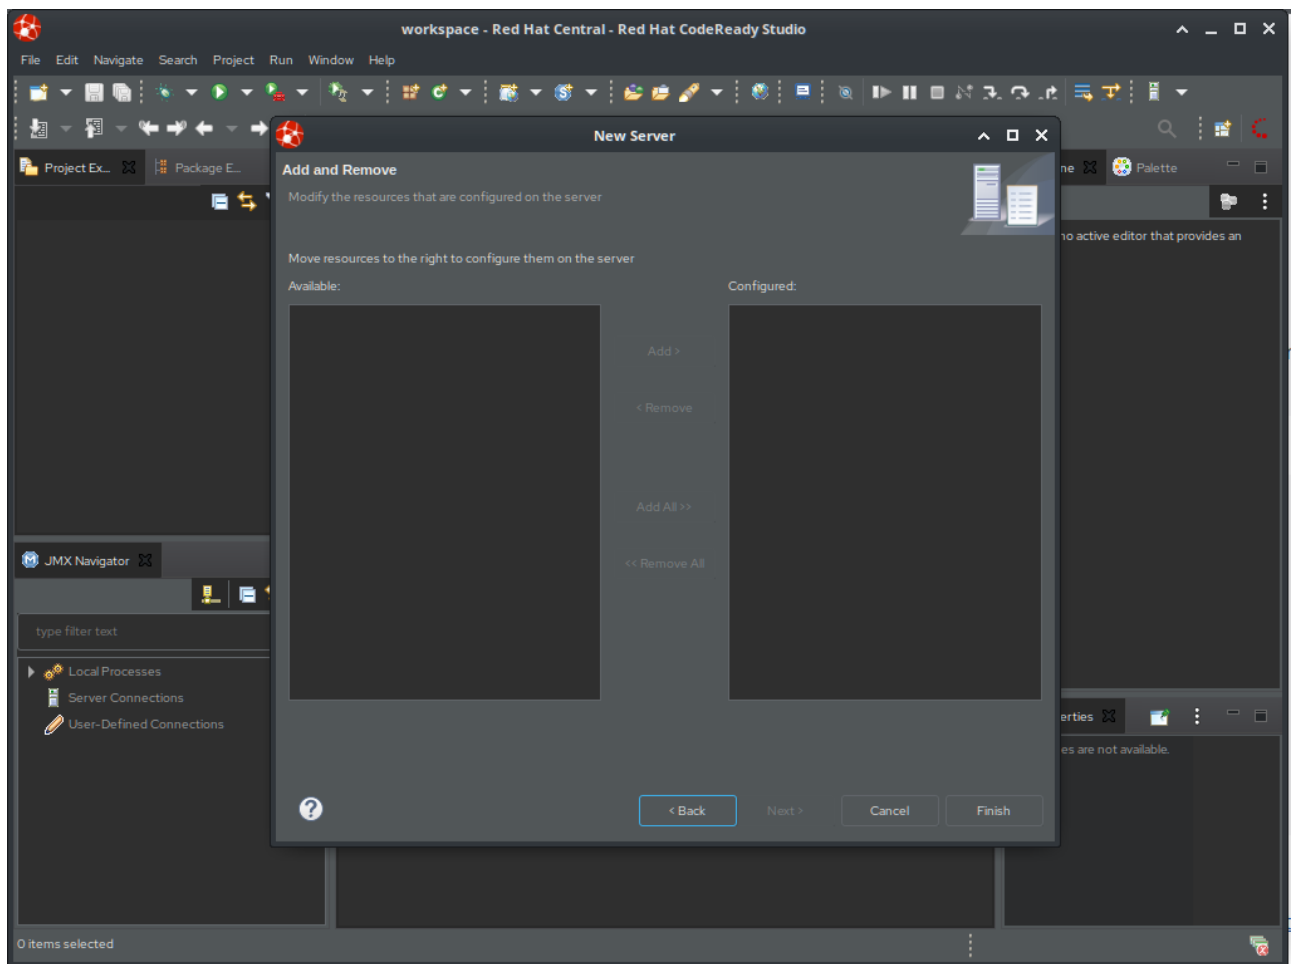 workspace - Red Hat Central - Red Hat CodeReady Studio
File Edit Navigate Search Project Run Window Help
New Server
Project Ex...
Package E...
Add and Remove
Modify the resources that are configured on the server
ne
Palette
no active editor that provides an
Move resources to the right to configure them on the server
Available:
Configured:
Add >
< Remove
Add All >>
<< Remove All
JMX Navigator
type filter text
Local Processes
Server Connections
User-Defined Connections
erties
es are not available.
< Back
Next >
Cancel
Finish
0 items selected